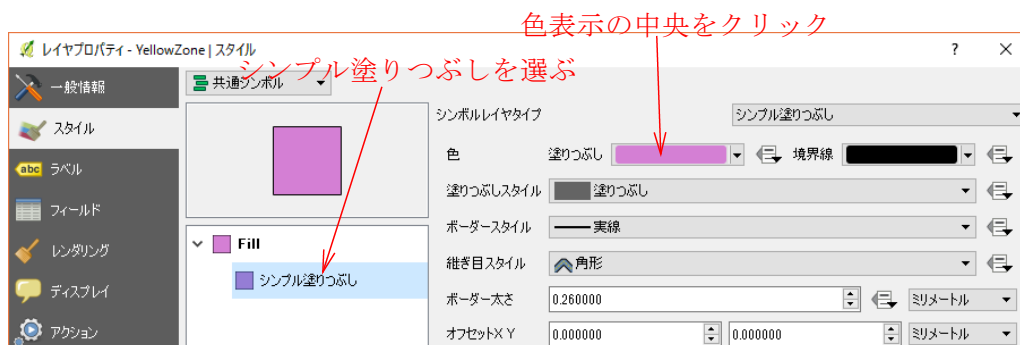 色表示の中央をクリック
レイヤプロパティ - YellowZone | スタイル
?
シンプル塗りつぶしを選ぶ
一般情報
共通シンボル
シンボルレイヤタイプ
シンプル塗りつぶし
スタイル
色
塗りつぶし
境界線
abc ラベル
塗りつぶしスタイル
塗りつぶし
フィールド
ボーダースタイル
実線
Fill
レンダリング
継ぎ目スタイル
角形
シンプル塗りつぶし
ディスプレイ
ボーダー太さ
0.260000
ミリメートル
アクション
オフセットX Y
0.000000
0.000000
ミリメートル